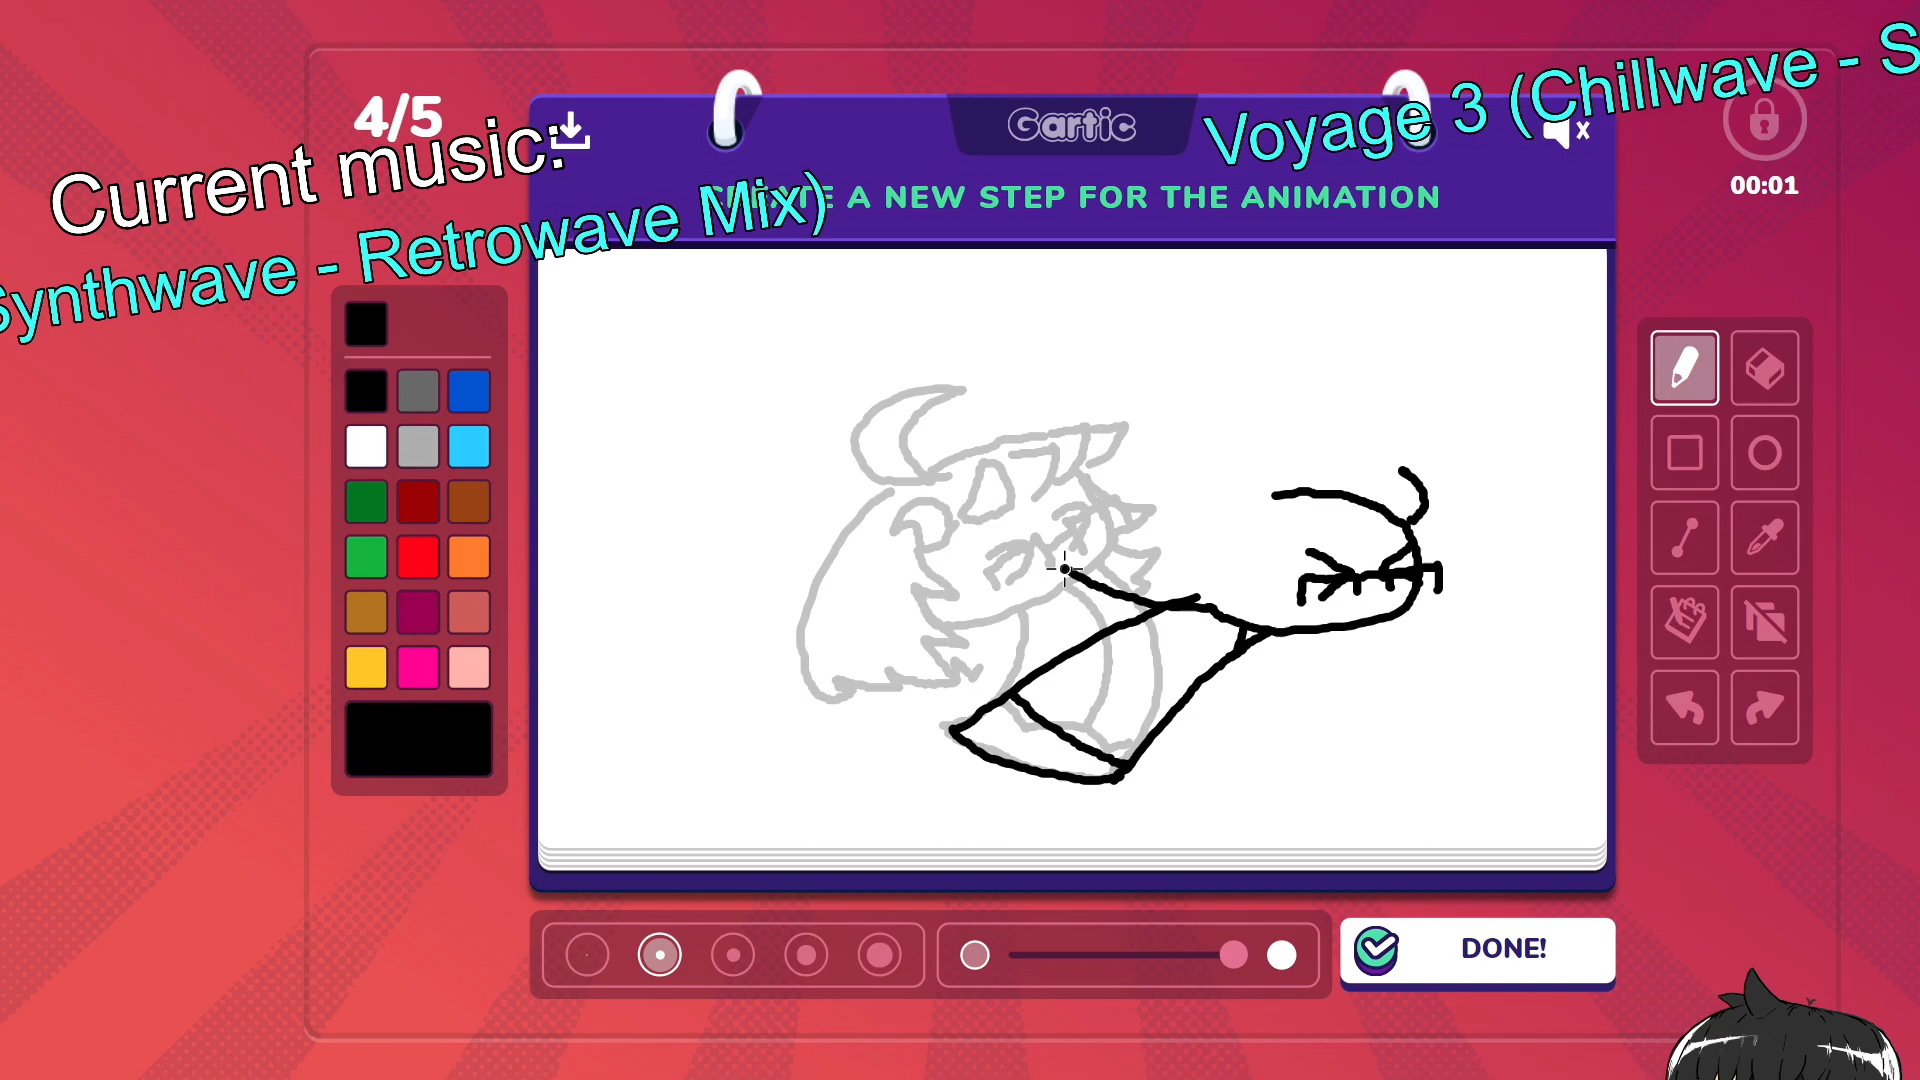 4/5
Current music:
Synthwave - Retrowave Mix)
Voyage 3 (Chillwave - S
Gartic
00:01
CREATE A NEW STEP FOR THE ANIMATION
DONE!